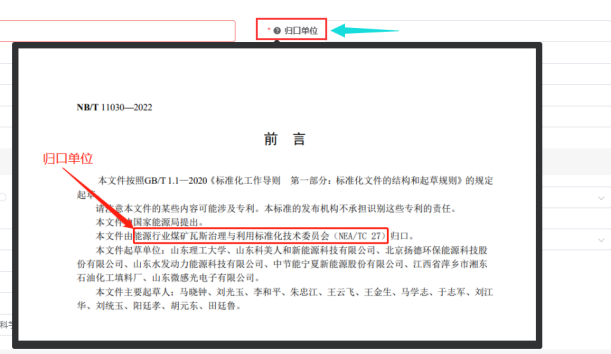 * ? 归口单位
NB/T 11030—2022
前 言
归口单位
本文件按照GB/T 1.1—2020《标准化工作导则 第一部分：标准化文件的结构和起草规则》的规定
起草
请注意本文件的某些内容可能涉及专利。本标准的发布机构不承担识别这些专利的责任。
本文件由国家能源局提出。
本文件由能源行业煤矿瓦斯治理与利用标准化技术委员会（NEA/TC 27）归口。
本文件起草单位：山东理工大学、山东科美人和新能源科技有限公司、北京扬德环保能源科技股
份有限公司、山东水发动力能源科技有限公司、中节能宁夏新能源股份有限公司、江西省萍乡市湘东
石油化工填料厂、山东微感光电子有限公司。
本文件主要起草人：马晓钟、刘光玉、李和平、朱忠江、王云飞、王金生、马学志、于志军、刘江
华、刘统玉、阳廷孝、胡元东、田廷鲁。
科学